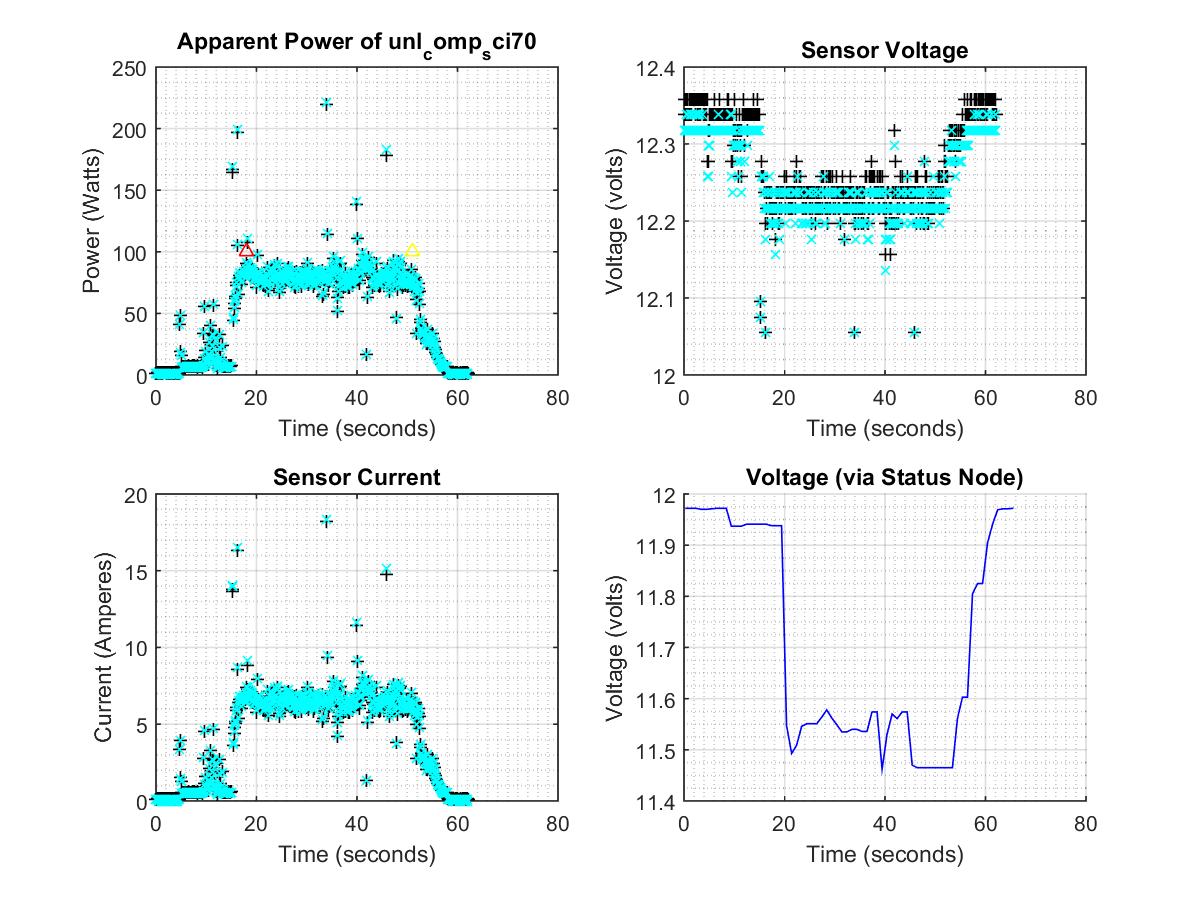 Apparent Power of unl_comp_sci70
250
200
150
100
50
0
Power (Watts)
0 20 40 60 80
Time (seconds)
Sensor Voltage
12.4
12.3
12.2
12.1
12
Voltage (volts)
0 20 40 60 80
Time (seconds)
Sensor Current
20
15
10
5
0
Current (Amperes)
0 20 40 60 80
Time (seconds)
Voltage (via Status Node)
12
11.9
11.8
11.7
11.6
11.5
11.4
Voltage (volts)
0 20 40 60 80
Time (seconds)